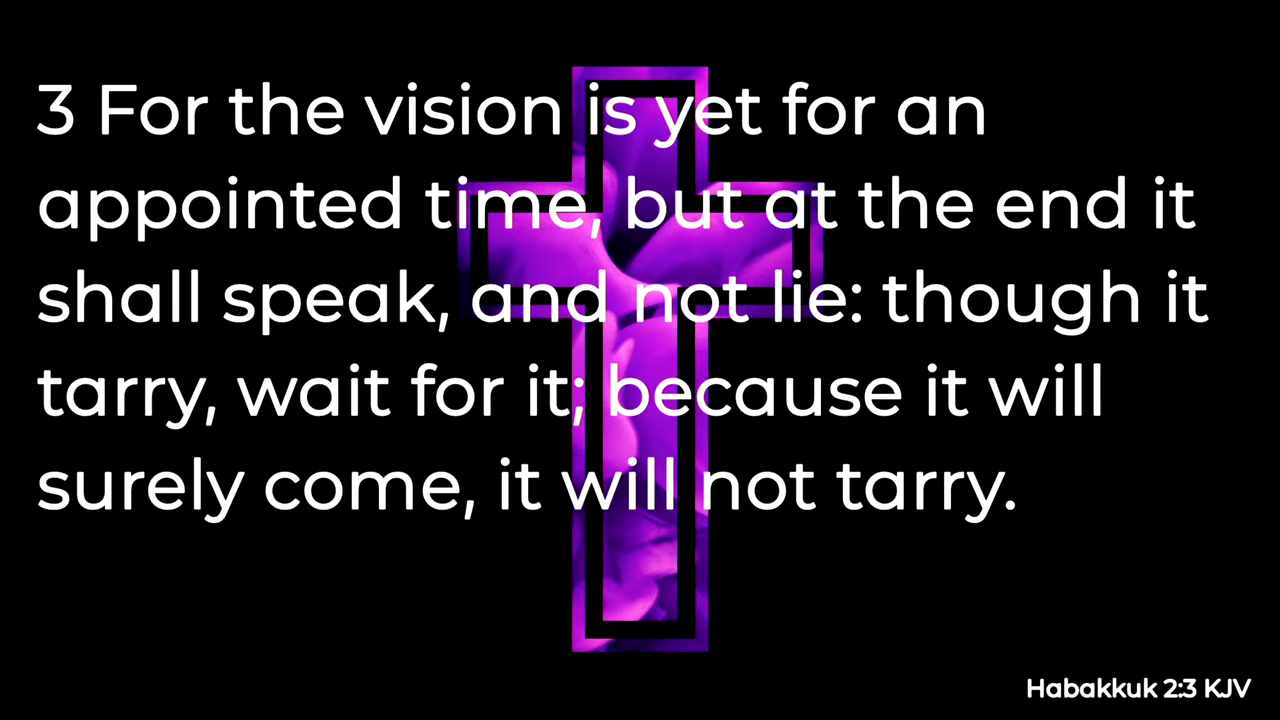 3 For the vision is yet for an
appointed time, but at the end it
shall speak, and not lie: though it
tarry, wait for it; because it will
surely come, it will not tarry.
Habakkuk 2:3 KJV